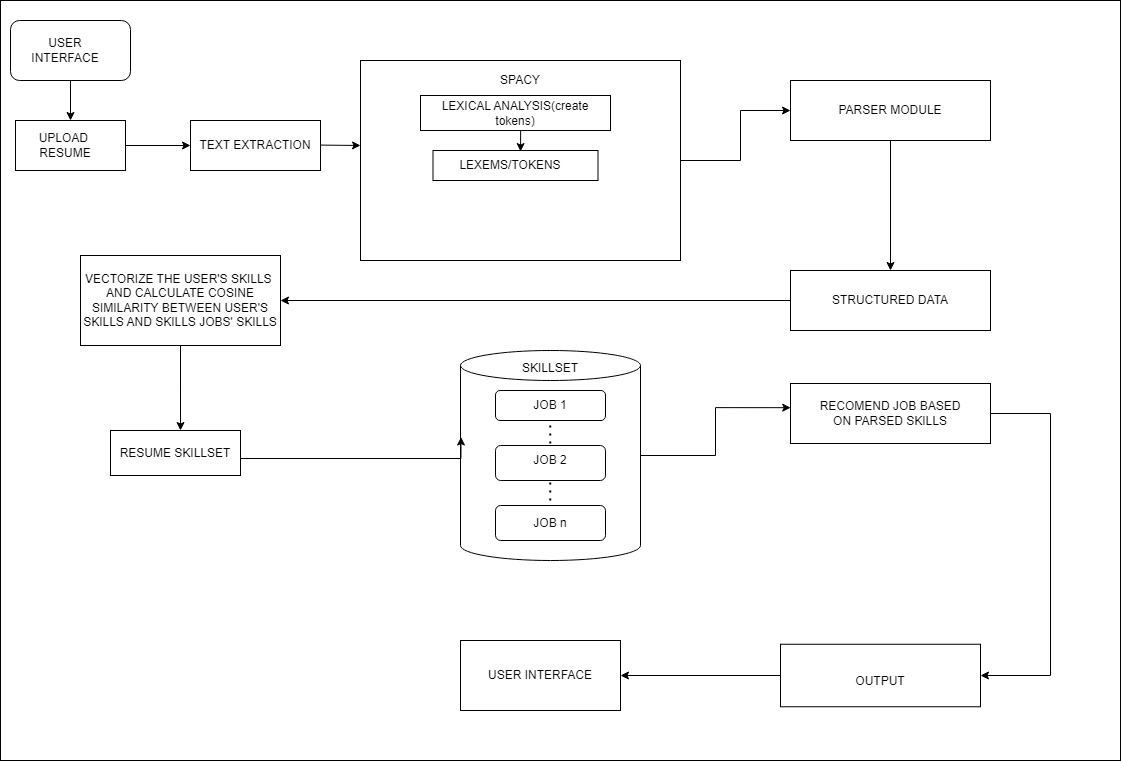 USER
INTERFACE
UPLOAD
RESUME
TEXT EXTRACTION
SPACY
LEXICAL ANALYSIS(create
tokens)
LEXEMS/TOKENS
PARSER MODULE
STRUCTURED DATA
VECTORIZE THE USER'S SKILLS
AND CALCULATE COSINE
SIMILARITY BETWEEN USER'S
SKILLS AND SKILLS JOBS' SKILLS
RESUME SKILLSET
SKILLSET
JOB 1
JOB 2
JOB n
RECOMEND JOB BASED
ON PARSED SKILLS
OUTPUT
USER INTERFACE